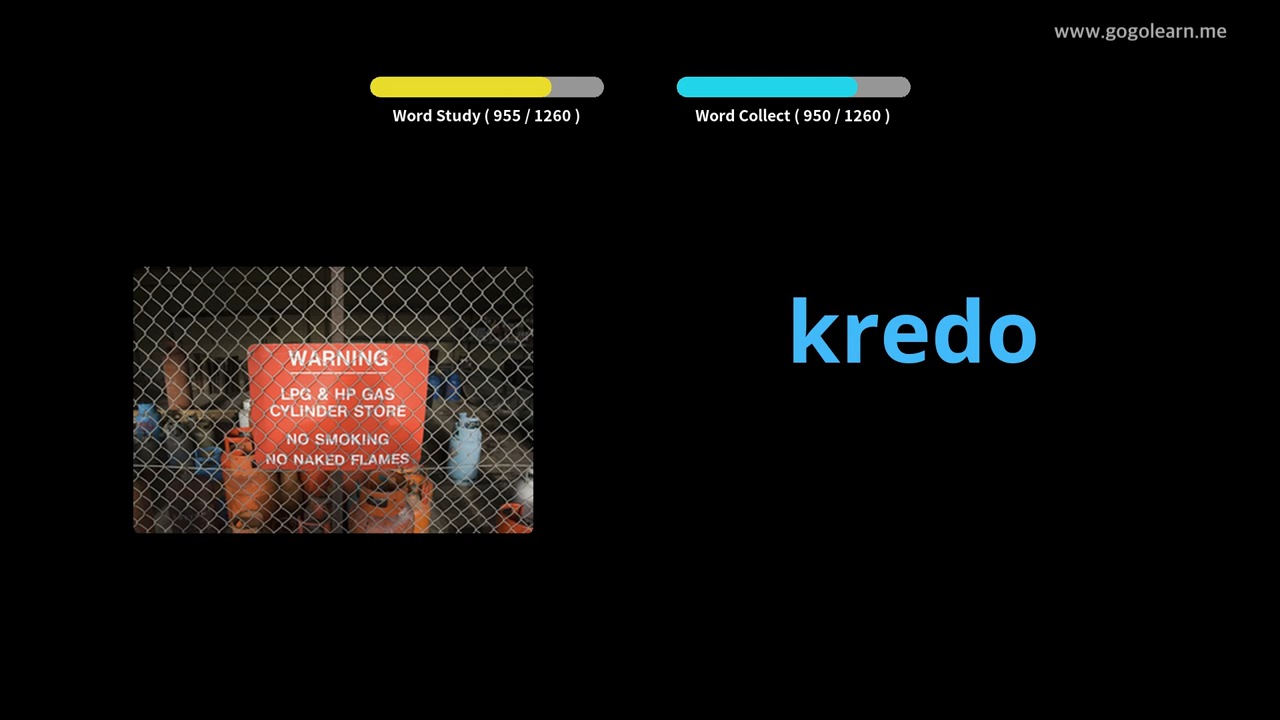 www.gogolearn.me
Word Study ( 955 / 1260 )
Word Collect ( 950 / 1260 )
kredo
WARNING
LPG & HP GAS
CYLINDER STORE
NO SMOKING
NO NAKED FLAMES